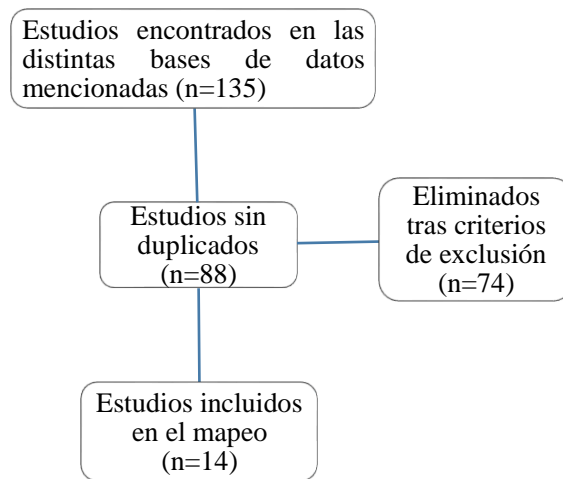 Estudios encontrados en las
distintas bases de datos
mencionadas (n=135)
Estudios sin
duplicados
(n=88)
Eliminados
tras criterios
de exclusión
(n=74)
Estudios incluidos
en el mapeo
(n=14)